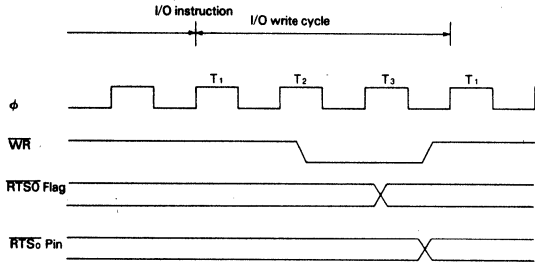 I/O instruction
I/O write cycle
T1 T2 T3 T1
φ
WR
RTS0 Flag
RTS0 Pin